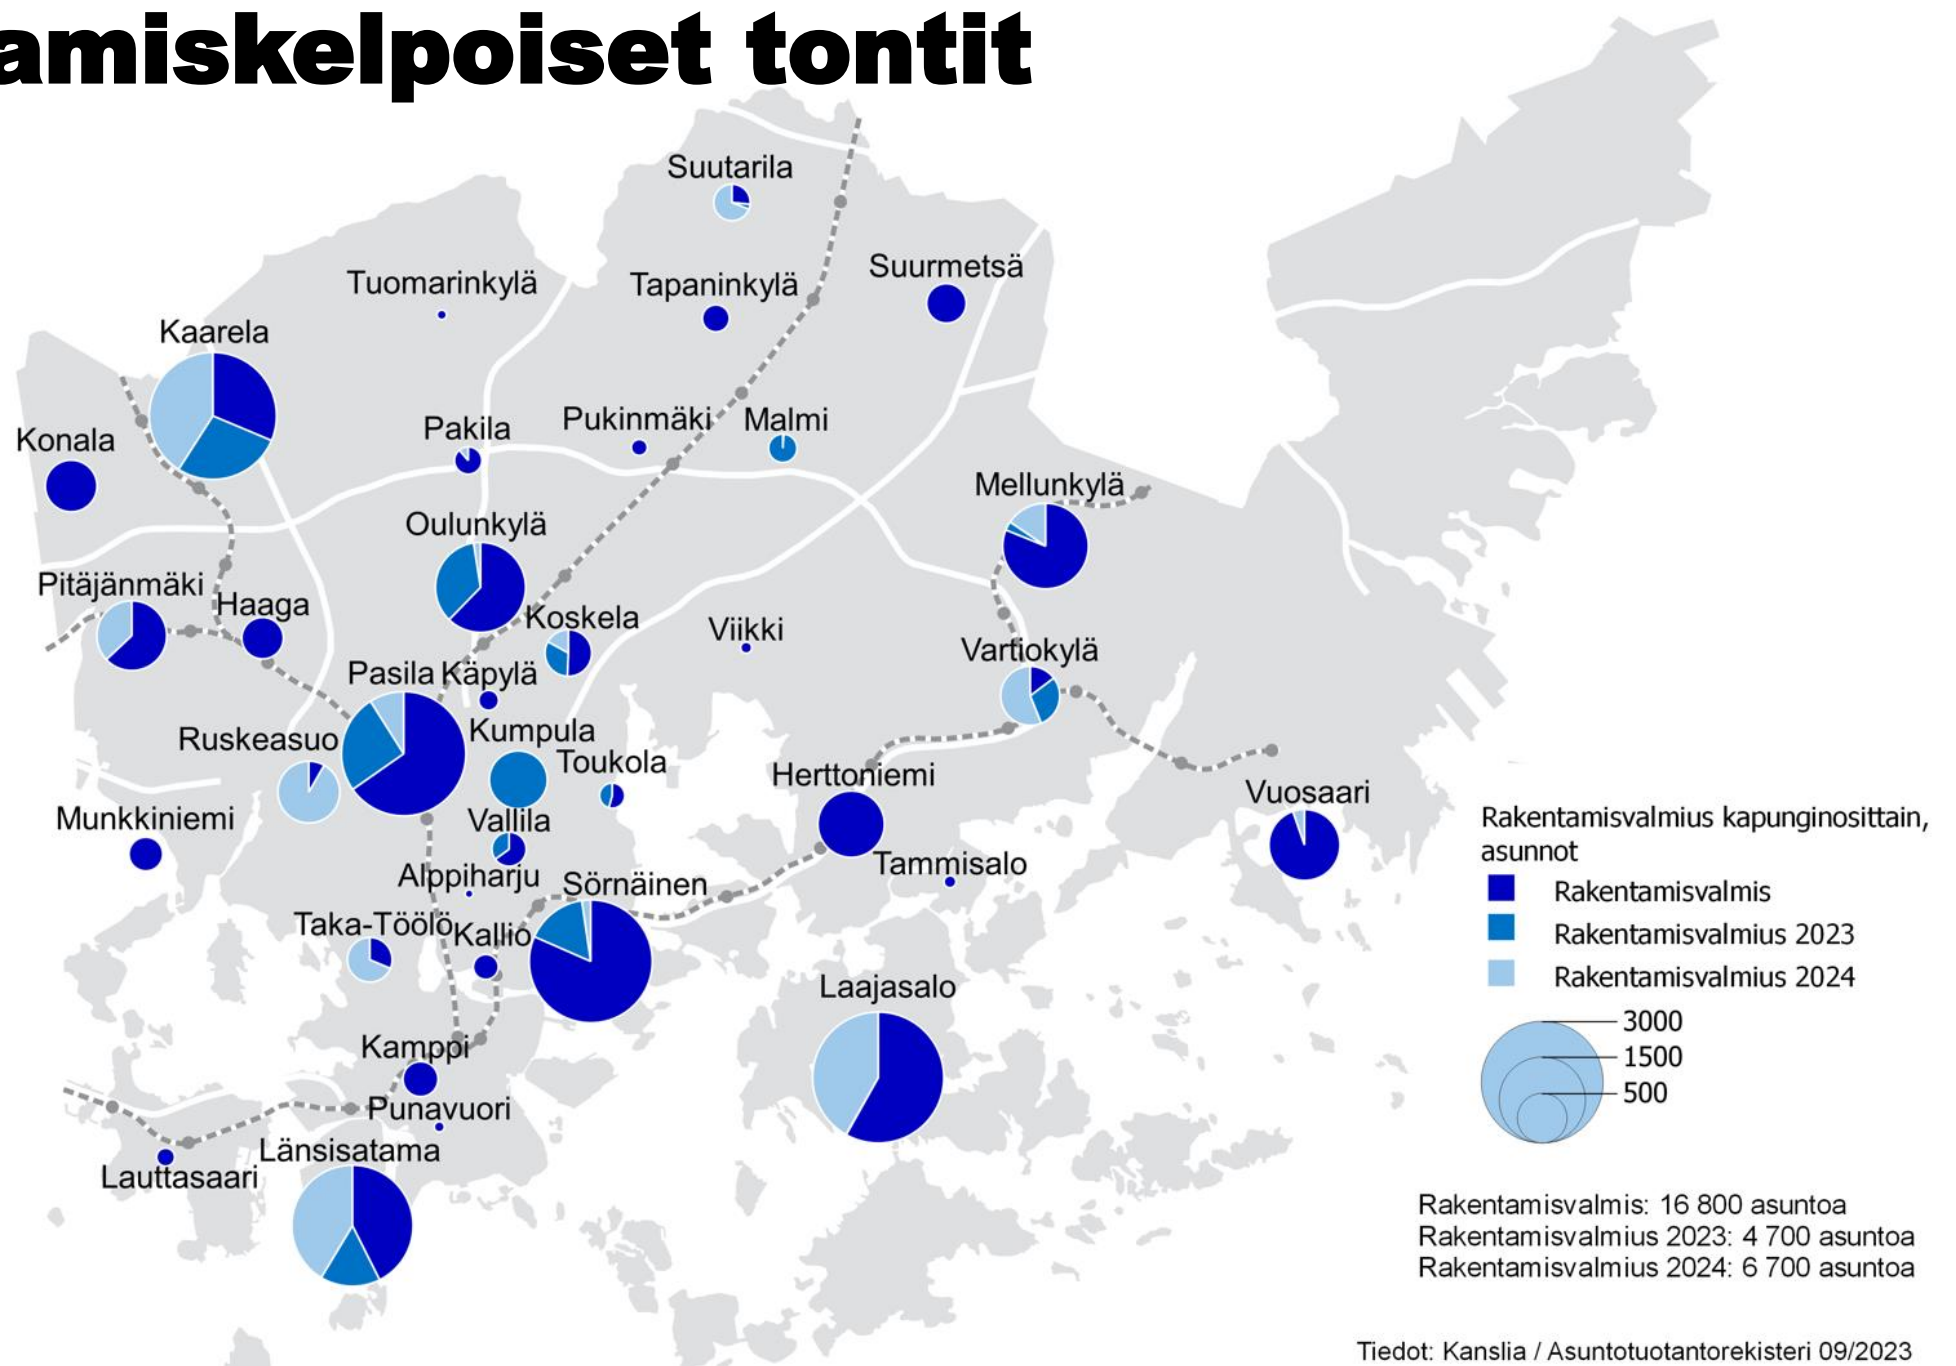 amiskelpoiset tontit
Suutarila
Suurmetsä
Tuomarinkylä
Tapaninkylä
Kaarela
Pakila
Pukinmäki
Malmi
Konala
Mellunkylä
Oulunkylä
Pitäjänmäki
Haaga
Koskela
Viikki
Vartiokylä
Pasila
Käpylä
Ruskeasuo
Kumpula
Toukola
Herttoniemi
Vuosaari
Munkkiniemi
Vallila
Alppiharju
Sörnäinen
Tammisalo
Taka-Töölö
Kallio
Laajasalo
Kamppi
Punavuori
Länsisatama
Lauttasaari
Rakentamisvalmius kapunginosittain,
asunnot
Rakentamisvalmis
Rakentamisvalmius 2023
Rakentamisvalmius 2024
3000
1500
500
Rakentamisvalmis: 16 800 asuntoa
Rakentamisvalmius 2023: 4 700 asuntoa
Rakentamisvalmius 2024: 6 700 asuntoa
Tiedot: Kanslia / Asuntotuotantorekisteri 09/2023